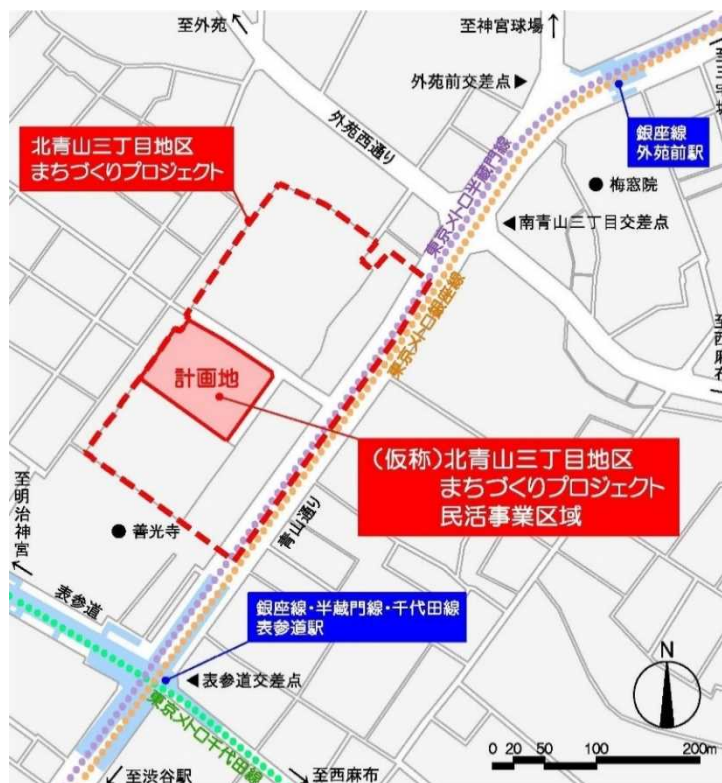 至外苑
至神宮球場
至三宅坂
外苑前交差点
外苑西通り
銀座線
外苑前駅
北青山三丁目地区
まちづくりプロジェクト
梅窓院
東京メトロ半蔵門線
南青山三丁目交差点
東京メトロ銀座線
至西麻布
計画地
(仮称)北青山三丁目地区
まちづくりプロジェクト
民活事業区域
至明治神宮
善光寺
青山通り
表参道
銀座線・半蔵門線・千代田線
表参道駅
表参道交差点
東京メトロ千代田線
N
0 20 50 100 200m
至渋谷駅
至西麻布